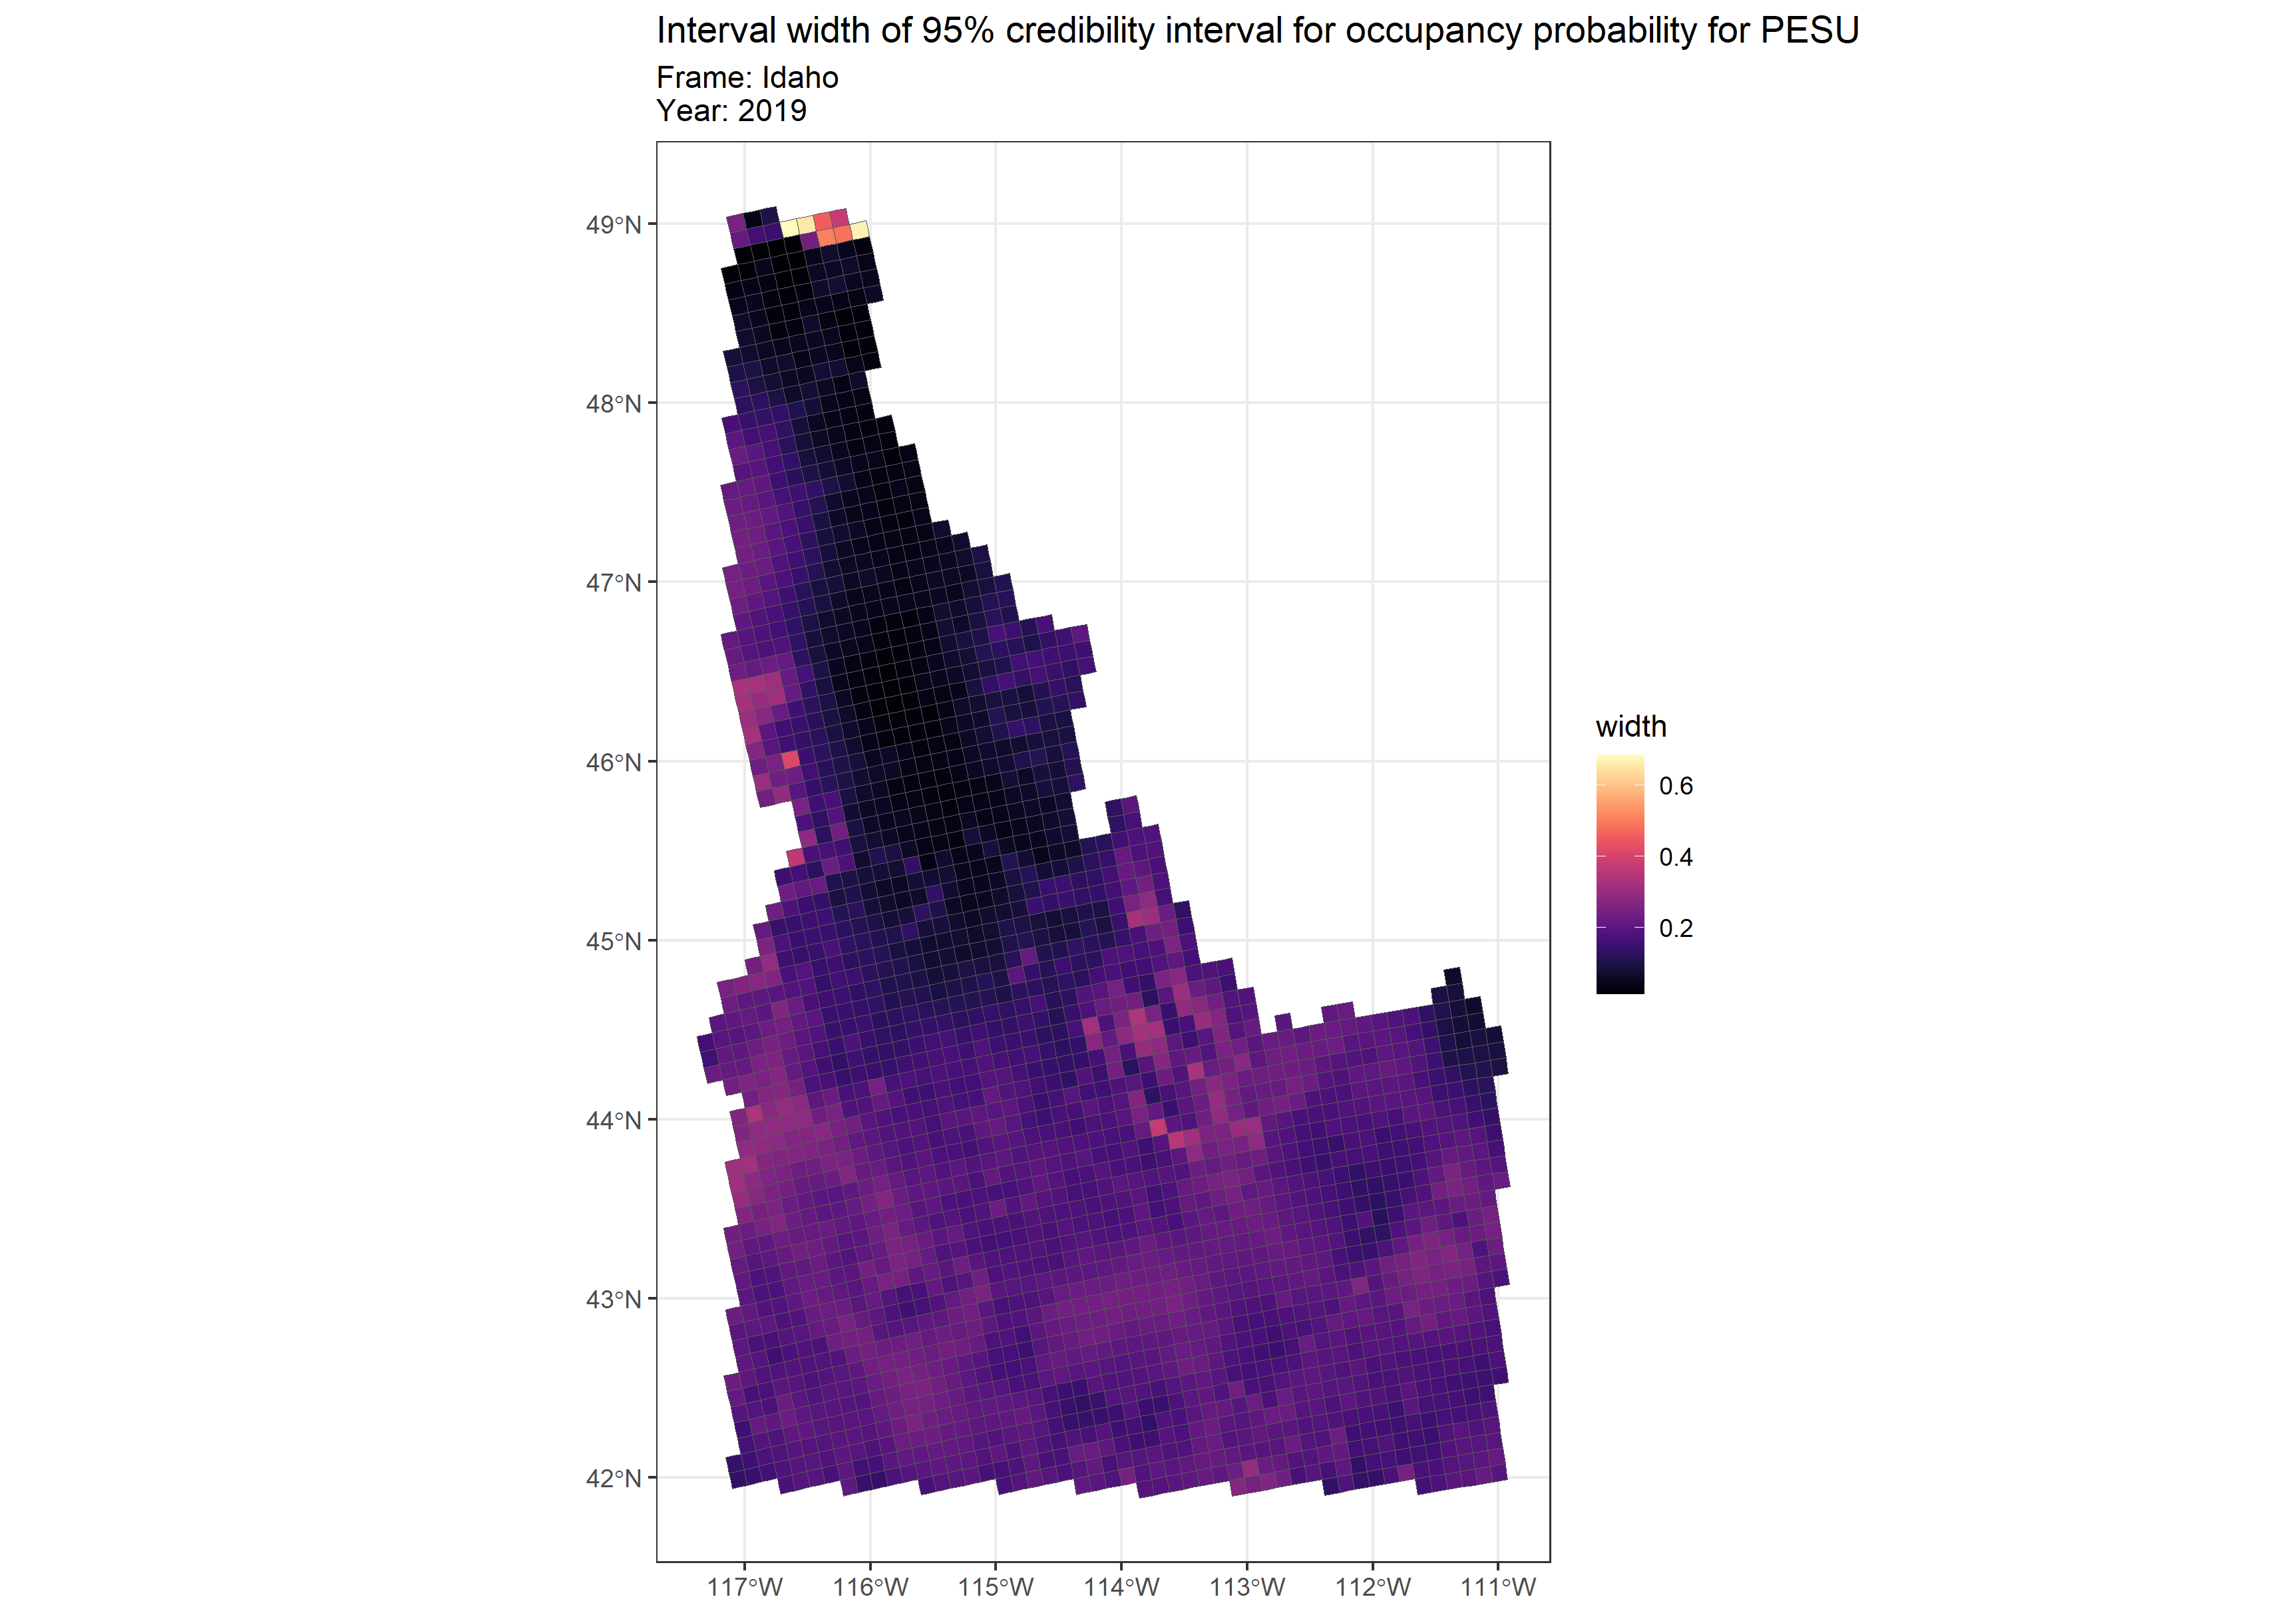 Interval width of 95% credibility interval for occupancy probability for PESU
Frame: Idaho
Year: 2019
49°N
48°N
47°N
46°N
45°N
44°N
43°N
42°N
117°W 116°W 115°W 114°W 113°W 112°W 111°W
width
0.6
0.4
0.2